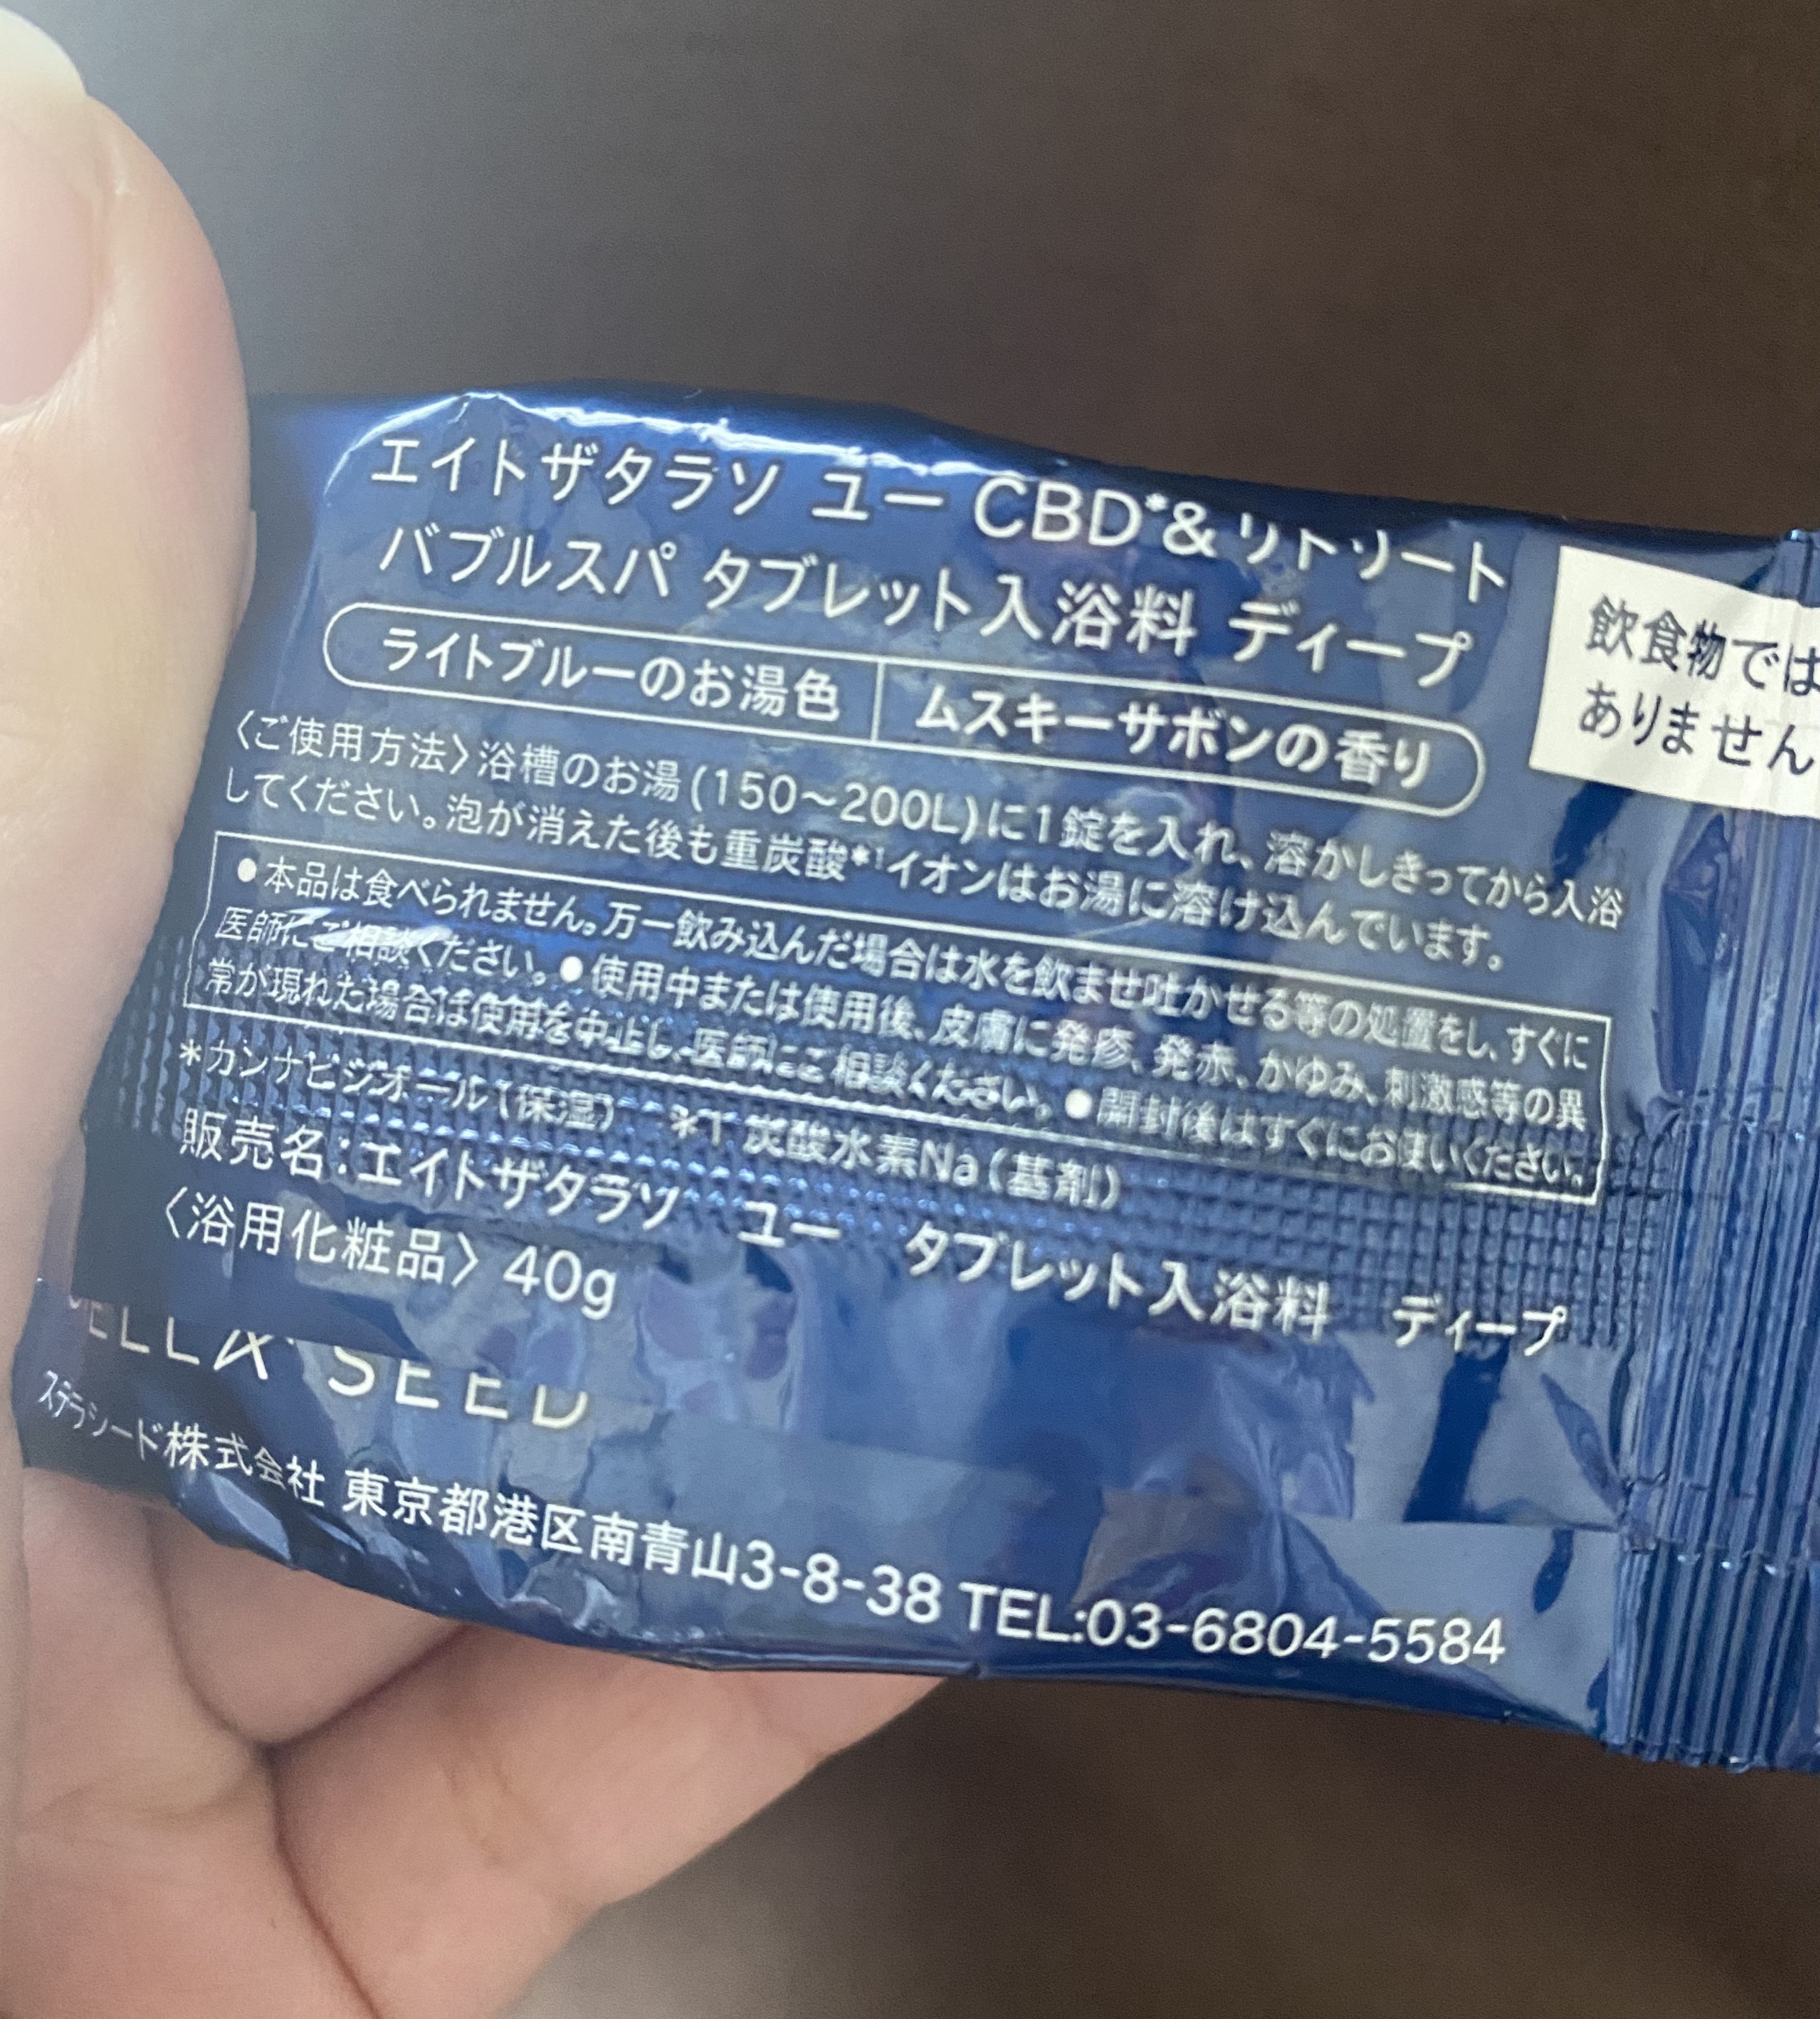 エイトザタラソ ユー CBD*&リトリート
バブルスパ タブレット入浴料 ディープ
ライトブルーのお湯色 ムスキーサボンの香り
飲食物では
ありません
〈ご使用方法〉浴槽のお湯(150〜200L)に1錠を入れ、溶かしきってから入浴
してください。泡が消えた後も重炭酸*1イオンはお湯に溶け込んでいます。
●本品は食べられません。万一飲み込んだ場合は水を飲ませ吐かせる等の処置をし、すぐに
医師にご相談ください。●使用中または使用後、皮膚に発疹、発赤、かゆみ、刺激感等の異
常が現れた場合は使用を中止し、医師にご相談ください。●開封後はすぐにお使いください。
*カンナビジオール(保湿) *1 炭酸水素Na(基剤)
販売名:エイトザタラソ ユー タブレット入浴料 ディープ
〈浴用化粧品〉40g
ELLA SEED
ステラシード株式会社 東京都港区南青山3-8-38 TEL:03-6804-5584